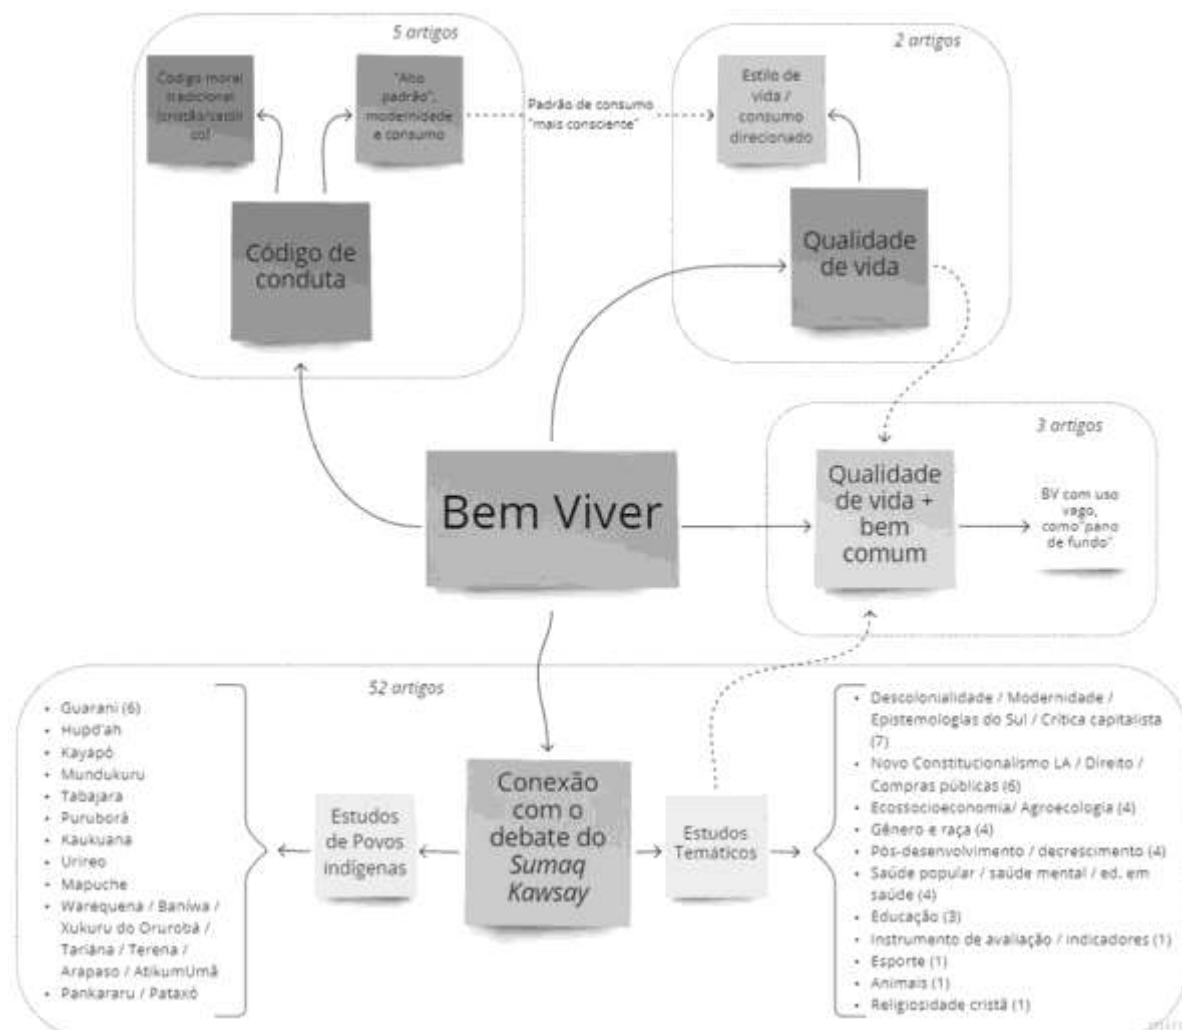 5 artigos
Código moral
tradicional
(cristão/católi
co)
"Alto
padrão",
modernidade
e consumo
Código de
conduta
Padrão de consumo
"mais consciente"
2 artigos
Estilo de
vida /
consumo
direcionado
Qualidade
de vida
Bem Viver
3 artigos
Qualidade
de vida +
bem
comum
BV com uso
vago,
como "pano
de fundo"
52 artigos
• Guarani (6)
• Hupd'ah
• Kayapó
• Mundukuru
• Tabajara
• Puruborá
• Kaukuana
• Urireo
• Mapuche
• Warequena / Baníwa /
Xukuru do Orurobá /
Tariána / Terena /
Arapaso / AtikumUmã
• Pankararu / Pataxó
Estudos
de Povos
indígenas
Conexão
com o
debate do
Sumaq
Kawsay
Estudos
Temáticos
• Descolonialidade / Modernidade /
Epistemologias do Sul / Crítica capitalista
(7)
• Novo Constitucionalismo LA / Direito /
Compras públicas (6)
• Ecossocioeconomia/ Agroecologia (4)
• Gênero e raça (4)
• Pós-desenvolvimento / decrescimento (4)
• Saúde popular / saúde mental / ed. em
saúde (4)
• Educação (3)
• Instrumento de avaliação / indicadores (1)
• Esporte (1)
• Animais (1)
• Religiosidade cristã (1)